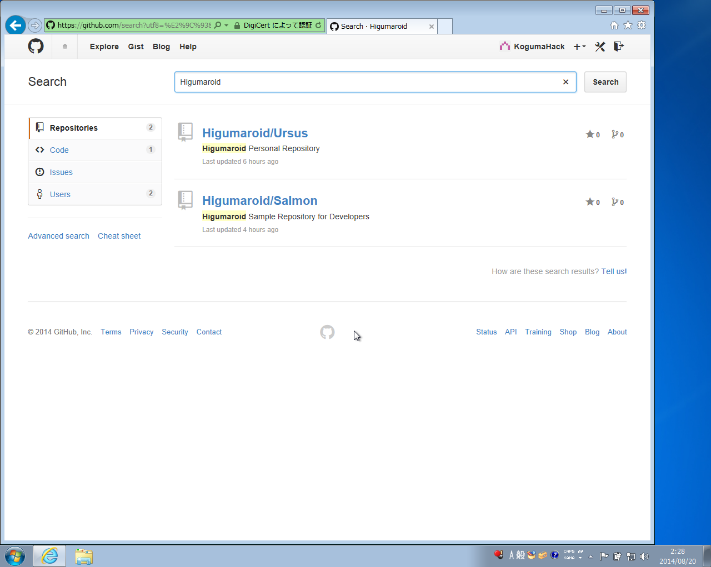 https://github.com/search?utf8=%E2%9C%93&
DigiCert によって認証
Search · Higumaroid
Explore Gist Blog Help
KogumaHack
Search
Higumaroid
Search
Repositories 2
Code 1
Issues
Users 2
Advanced search Cheat sheet
Higumaroid/Ursus
Higumaroid Personal Repository
Last updated 6 hours ago
0 0
Higumaroid/Salmon
Higumaroid Sample Repository for Developers
Last updated 4 hours ago
0 0
How are these search results? Tell us!
© 2014 GitHub, Inc. Terms Privacy Security Contact
Status API Training Shop Blog About
A 般
CAPS
KANA
2:28
2014/08/20